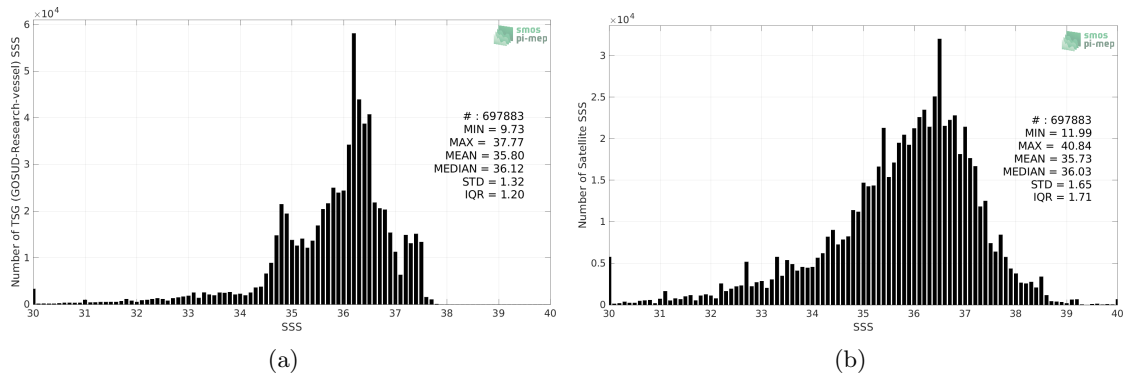 ×10⁴
6
5
4
3
2
1
0
30 31 32 33 34 35 36 37 38 39 40
SSS
Number of TSG (GOSUD-Research-vessel) SSS
smos
pi-mep
# : 697883
MIN = 9.73
MAX = 37.77
MEAN = 35.80
MEDIAN = 36.12
STD = 1.32
IQR = 1.20
(a)
×10⁴
3
2.5
2
1.5
1
0.5
0
30 31 32 33 34 35 36 37 38 39 40
SSS
Number of Satellite SSS
smos
pi-mep
# : 697883
MIN = 11.99
MAX = 40.84
MEAN = 35.73
MEDIAN = 36.03
STD = 1.65
IQR = 1.71
(b)